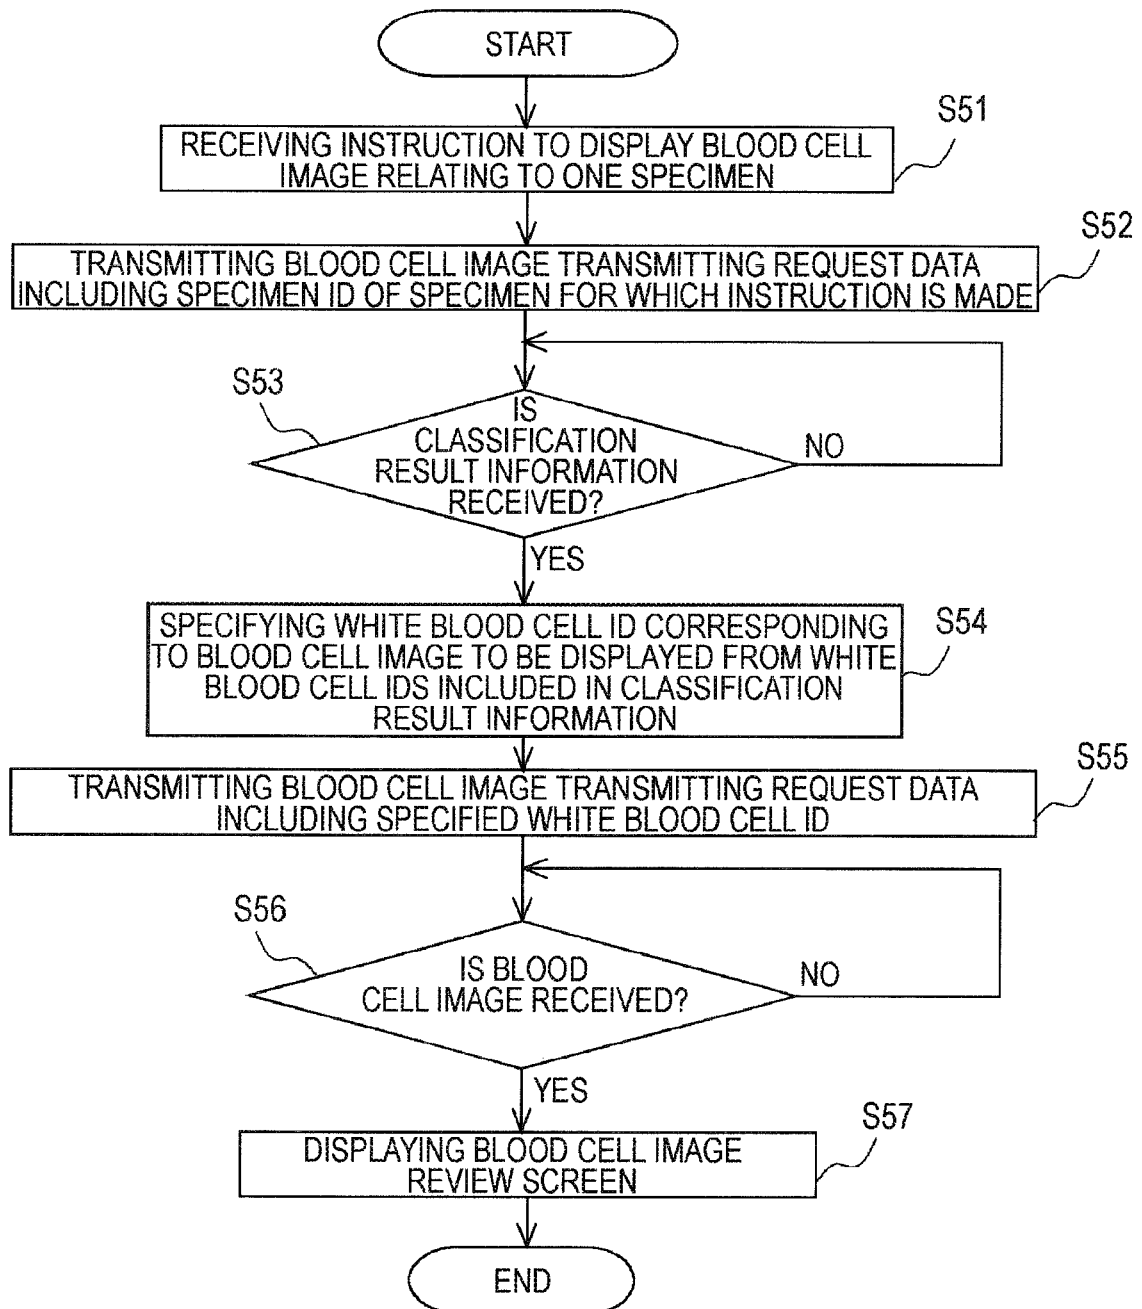 START
S51
RECEIVING INSTRUCTION TO DISPLAY BLOOD CELL
IMAGE RELATING TO ONE SPECIMEN
S52
TRANSMITTING BLOOD CELL IMAGE TRANSMITTING REQUEST DATA
INCLUDING SPECIMEN ID OF SPECIMEN FOR WHICH INSTRUCTION IS MADE
S53
IS
CLASSIFICATION
RESULT INFORMATION
RECEIVED?
NO
YES
S54
SPECIFYING WHITE BLOOD CELL ID CORRESPONDING
TO BLOOD CELL IMAGE TO BE DISPLAYED FROM WHITE
BLOOD CELL IDS INCLUDED IN CLASSIFICATION
RESULT INFORMATION
S55
TRANSMITTING BLOOD CELL IMAGE TRANSMITTING REQUEST DATA
INCLUDING SPECIFIED WHITE BLOOD CELL ID
S56
IS BLOOD
CELL IMAGE RECEIVED?
NO
YES
S57
DISPLAYING BLOOD CELL IMAGE
REVIEW SCREEN
END